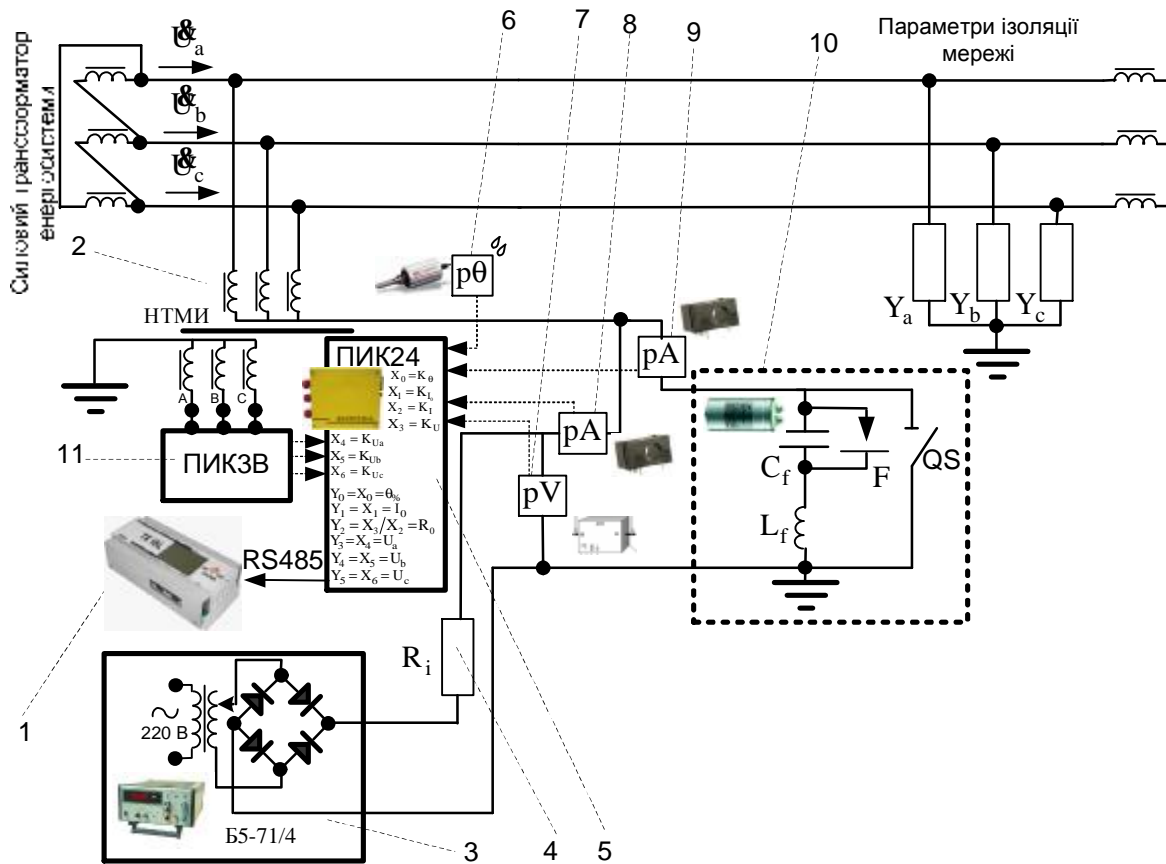 6
7
8
9
10
Параметри ізоляції
мережі
U&a
U&b
U&c
Силовий трансформатор
енергосистема
2
НТМИ
pθ
pA
Ya
Yb
Yc
ПИК24
X0 =Kθ
X1 =KI0
X2 =KI
X3 =KU
A
B
C
11
ПИК3В
X4 =KUa
X5 =KUb
X6 =KUc
pA
pV
Cf
F
QS
Lf
Y0 =X0 =θ%
Y1 =X1 =I0
Y2 =X3/X2 =R0
Y3 =X4 =Ua
Y4 =X5 =Ub
Y5 =X6 =Uc
RS485
Ri
220 В
1
Б5-71/4
3
4
5